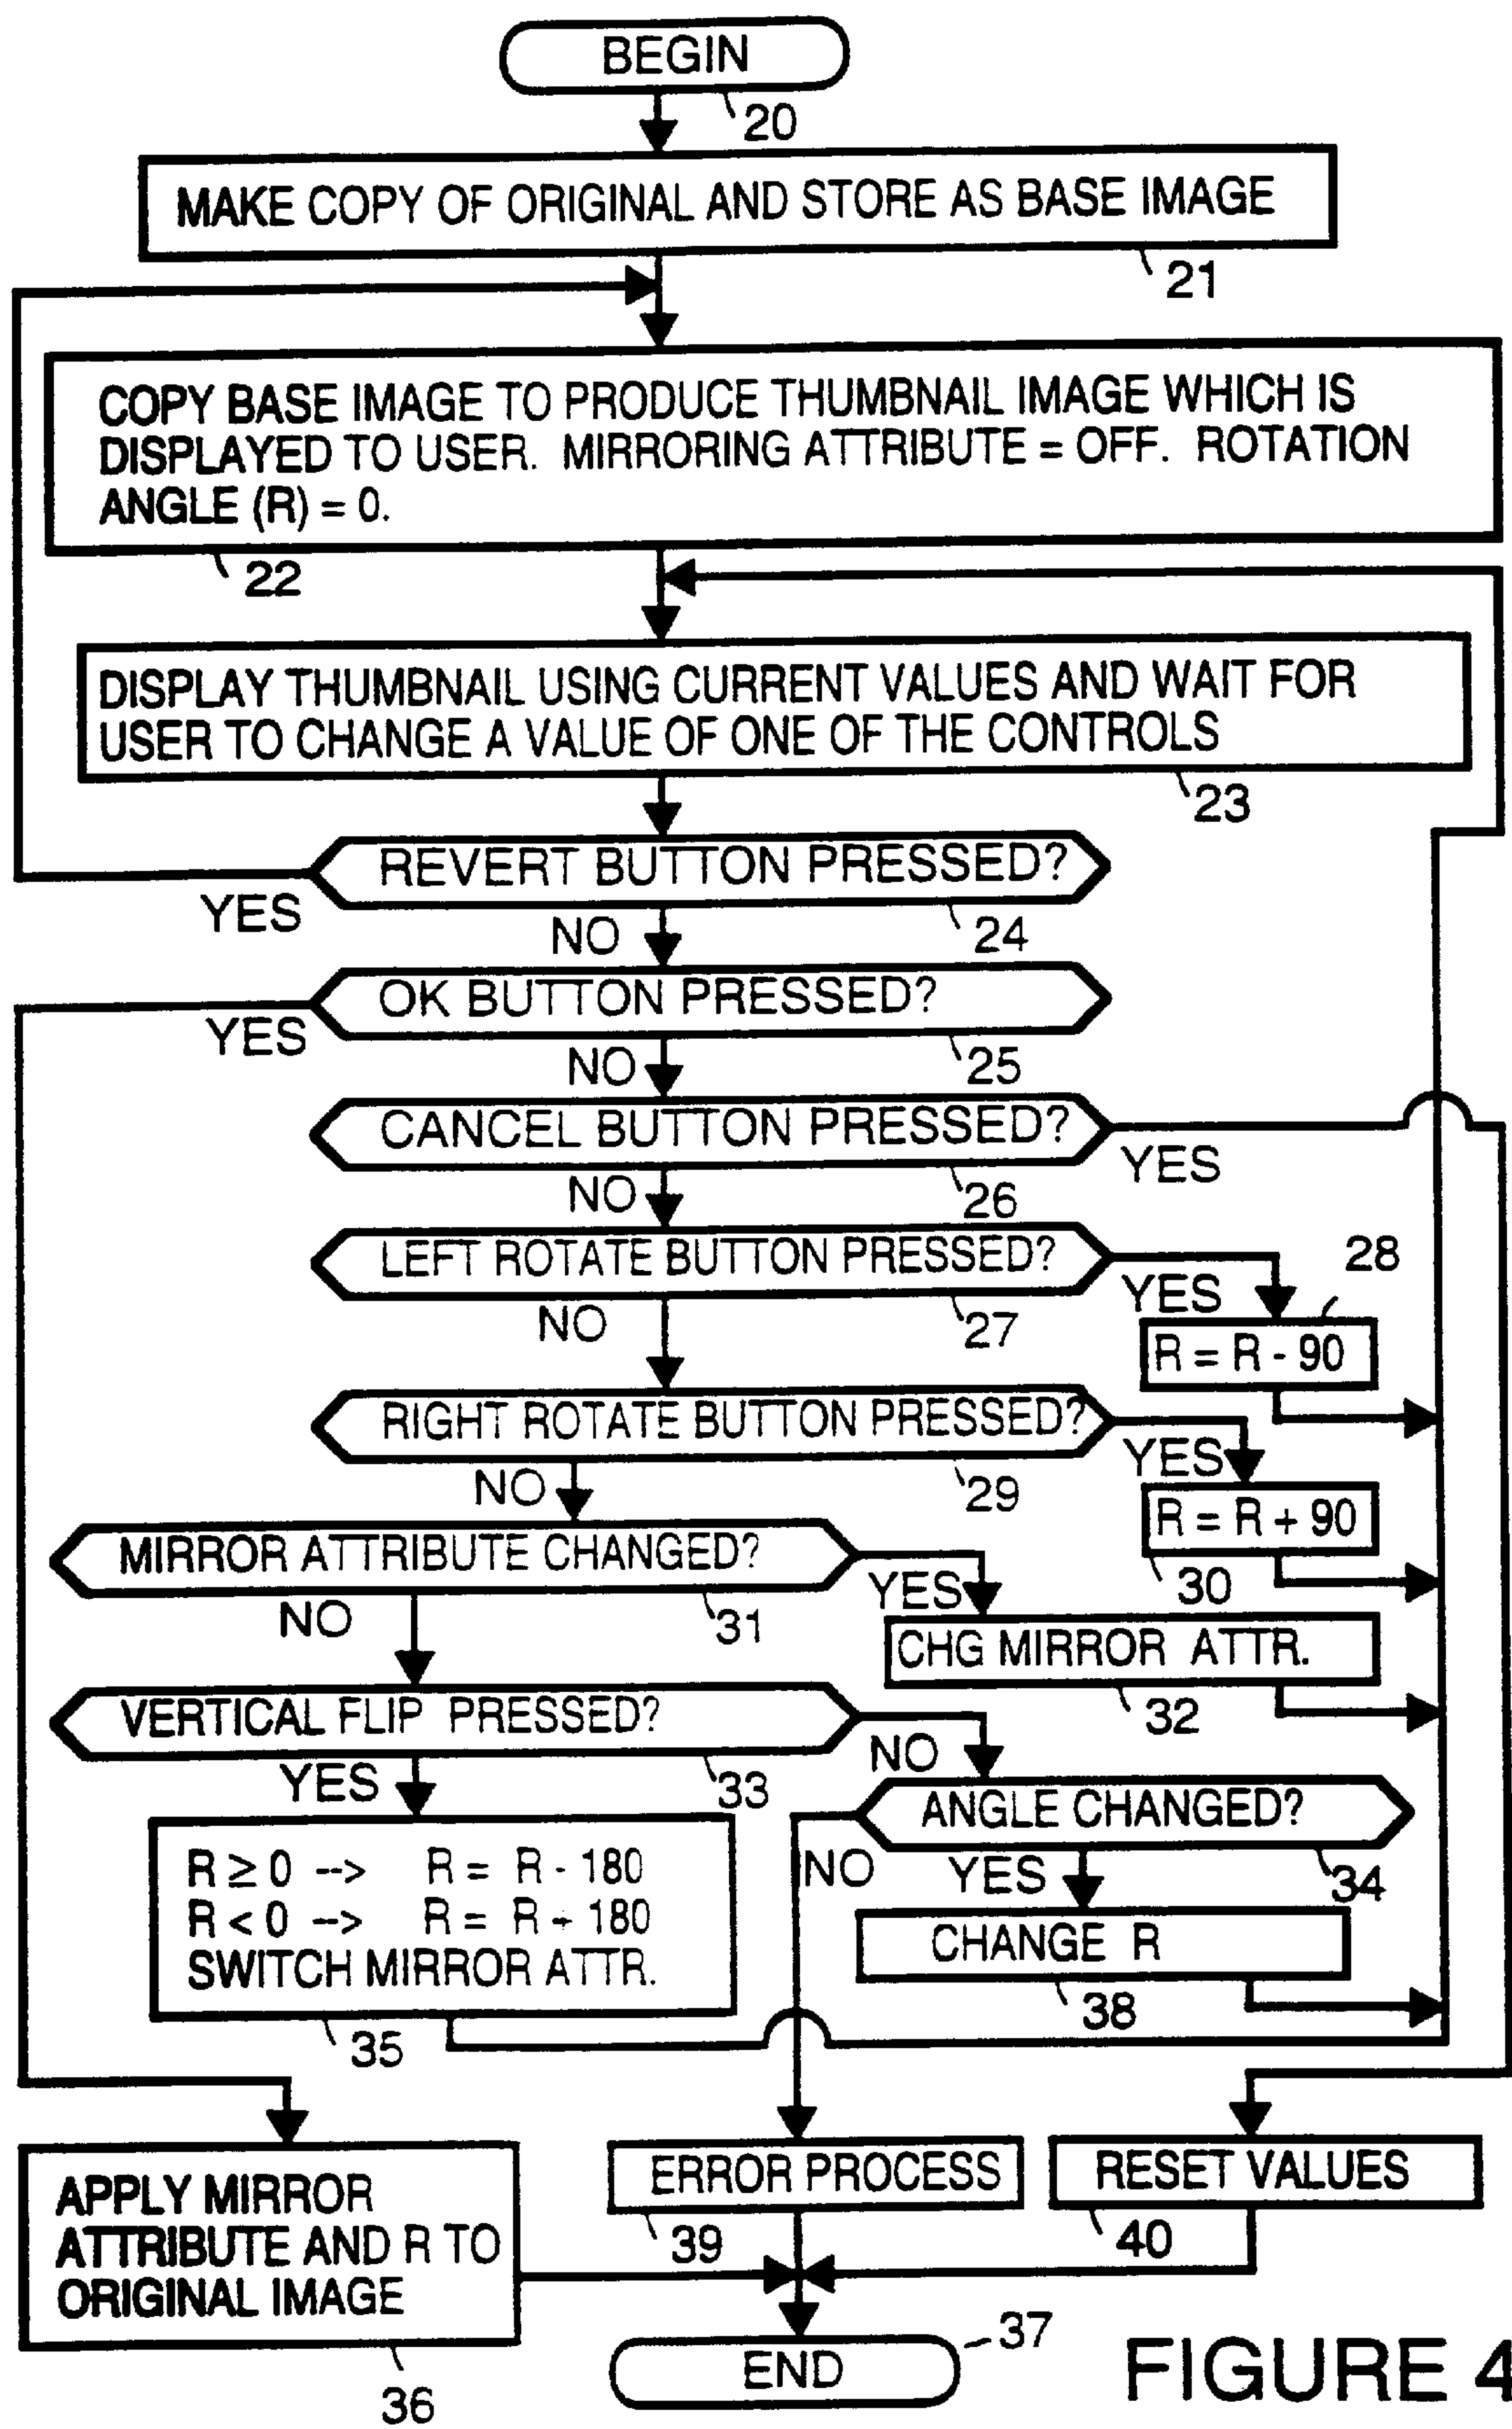 BEGIN
20
MAKE COPY OF ORIGINAL AND STORE AS BASE IMAGE
21
COPY BASE IMAGE TO PRODUCE THUMBNAIL IMAGE WHICH IS
DISPLAYED TO USER. MIRRORING ATTRIBUTE = OFF. ROTATION
ANGLE (R) = 0.
22
DISPLAY THUMBNAIL USING CURRENT VALUES AND WAIT FOR
USER TO CHANGE A VALUE OF ONE OF THE CONTROLS
23
REVERT BUTTON PRESSED?
YES
NO
24
OK BUTTON PRESSED?
YES
NO
25
CANCEL BUTTON PRESSED?
YES
NO
26
LEFT ROTATE BUTTON PRESSED?
YES
28
NO
27
R = R - 90
RIGHT ROTATE BUTTON PRESSED?
YES
NO
29
R = R + 90
30
MIRROR ATTRIBUTE CHANGED?
YES
NO
31
CHG MIRROR ATTR.
32
VERTICAL FLIP PRESSED?
NO
YES
33
ANGLE CHANGED?
NO
YES
34
R ≥ 0 --> R = R - 180
R < 0 --> R = R + 180
SWITCH MIRROR ATTR.
35
CHANGE R
38
APPLY MIRROR
ATTRIBUTE AND R TO
ORIGINAL IMAGE
36
ERROR PROCESS
39
RESET VALUES
40
END
37
FIGURE 4